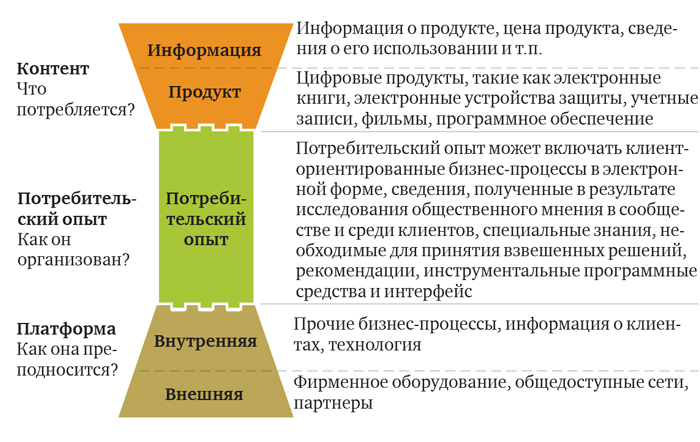 Контент
Что
потребляется?
Информация
Информация о продукте, цена продукта, сведе-
ния о его использовании и т.п.
Продукт
Цифровые продукты, такие как электронные
книги, электронные устройства защиты, учетные
записи, фильмы, программное обеспечение
Потребитель-
ский опыт
Как он
организован?
Потреби-
тельский
опыт
Потребительский опыт может включать клиент-
ориентированные бизнес-процессы в электрон-
ной форме, сведения, полученные в результате
исследования общественного мнения в сообще-
стве и среди клиентов, специальные знания, не-
обходимые для принятия взвешенных решений,
рекомендации, инструментальные программные
средства и интерфейс
Платформа
Как она пре-
подносится?
Внутренняя
Прочие бизнес-процессы, информация о клиен-
тах, технология
Внешняя
Фирменное оборудование, общедоступные сети,
партнеры